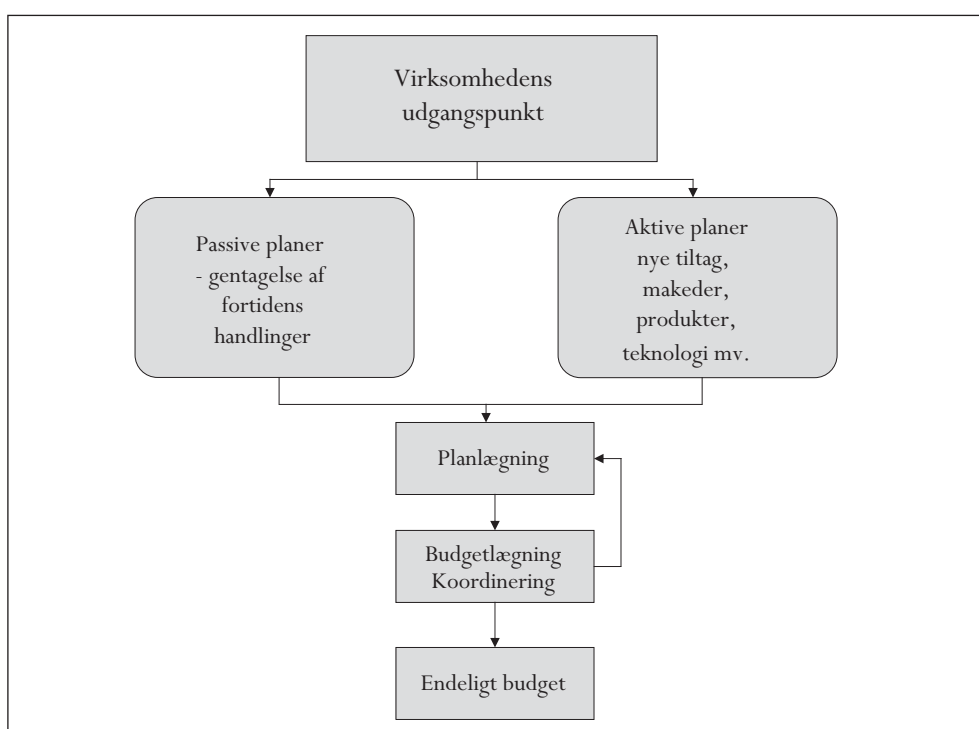 Virksomhedens
udgangspunkt
Passive planer
- gentagelse af
fortidens
handlinger
Aktive planer
nye tiltag,
makeder,
produkter,
teknologi mv.
Planlægning
Budgetlægning
Koordinering
Endeligt budget